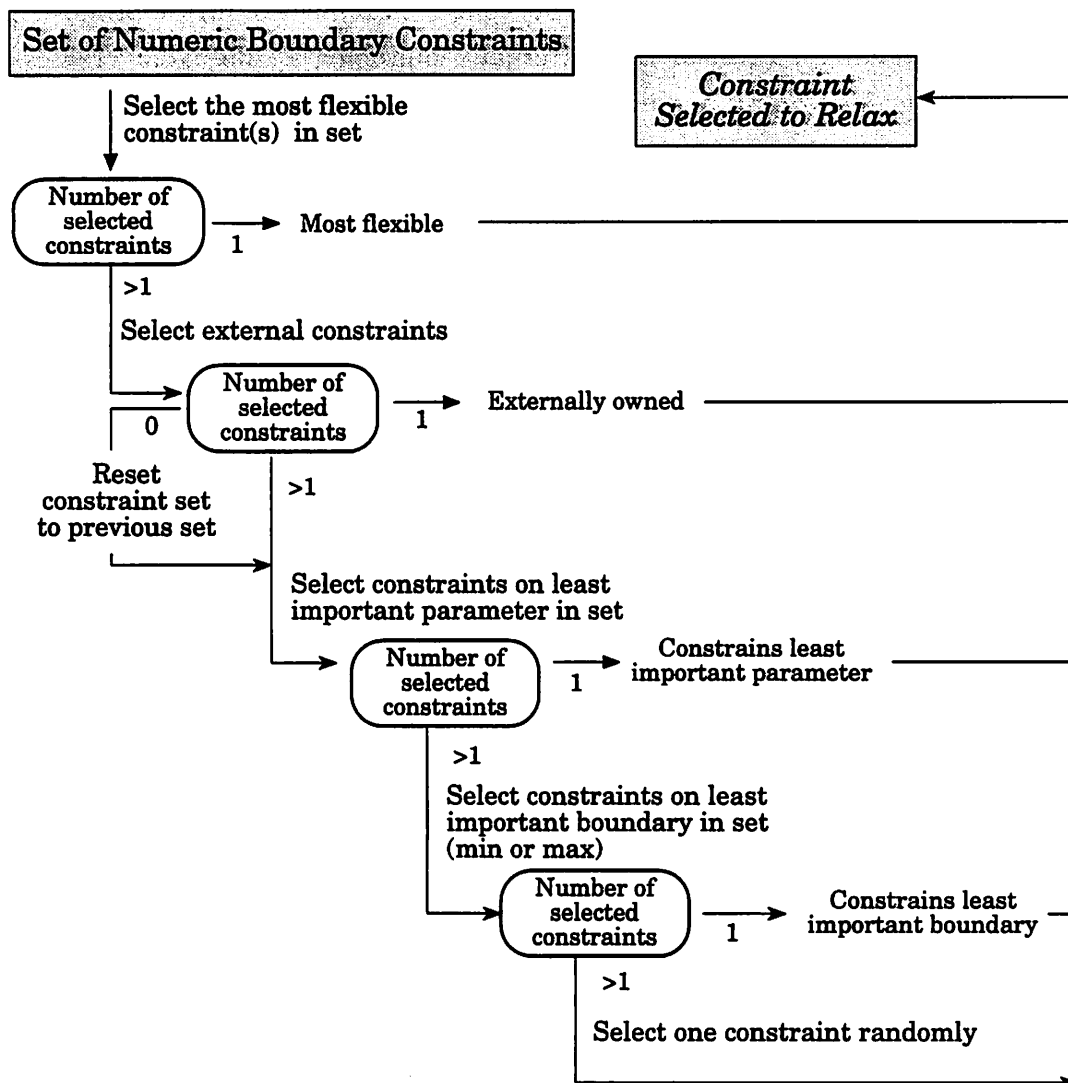 Set of Numeric Boundary Constraints
Constraint
Selected to Relax
Select the most flexible
constraint(s) in set
Number of
selected
constraints
1
Most flexible
>1
Select external constraints
Number of
selected
constraints
0
1
Externally owned
Reset
constraint set
to previous set
>1
Select constraints on least
important parameter in set
Number of
selected
constraints
1
Constrains least
important parameter
>1
Select constraints on least
important boundary in set
(min or max)
Number of
selected
constraints
1
Constrains least
important boundary
>1
Select one constraint randomly